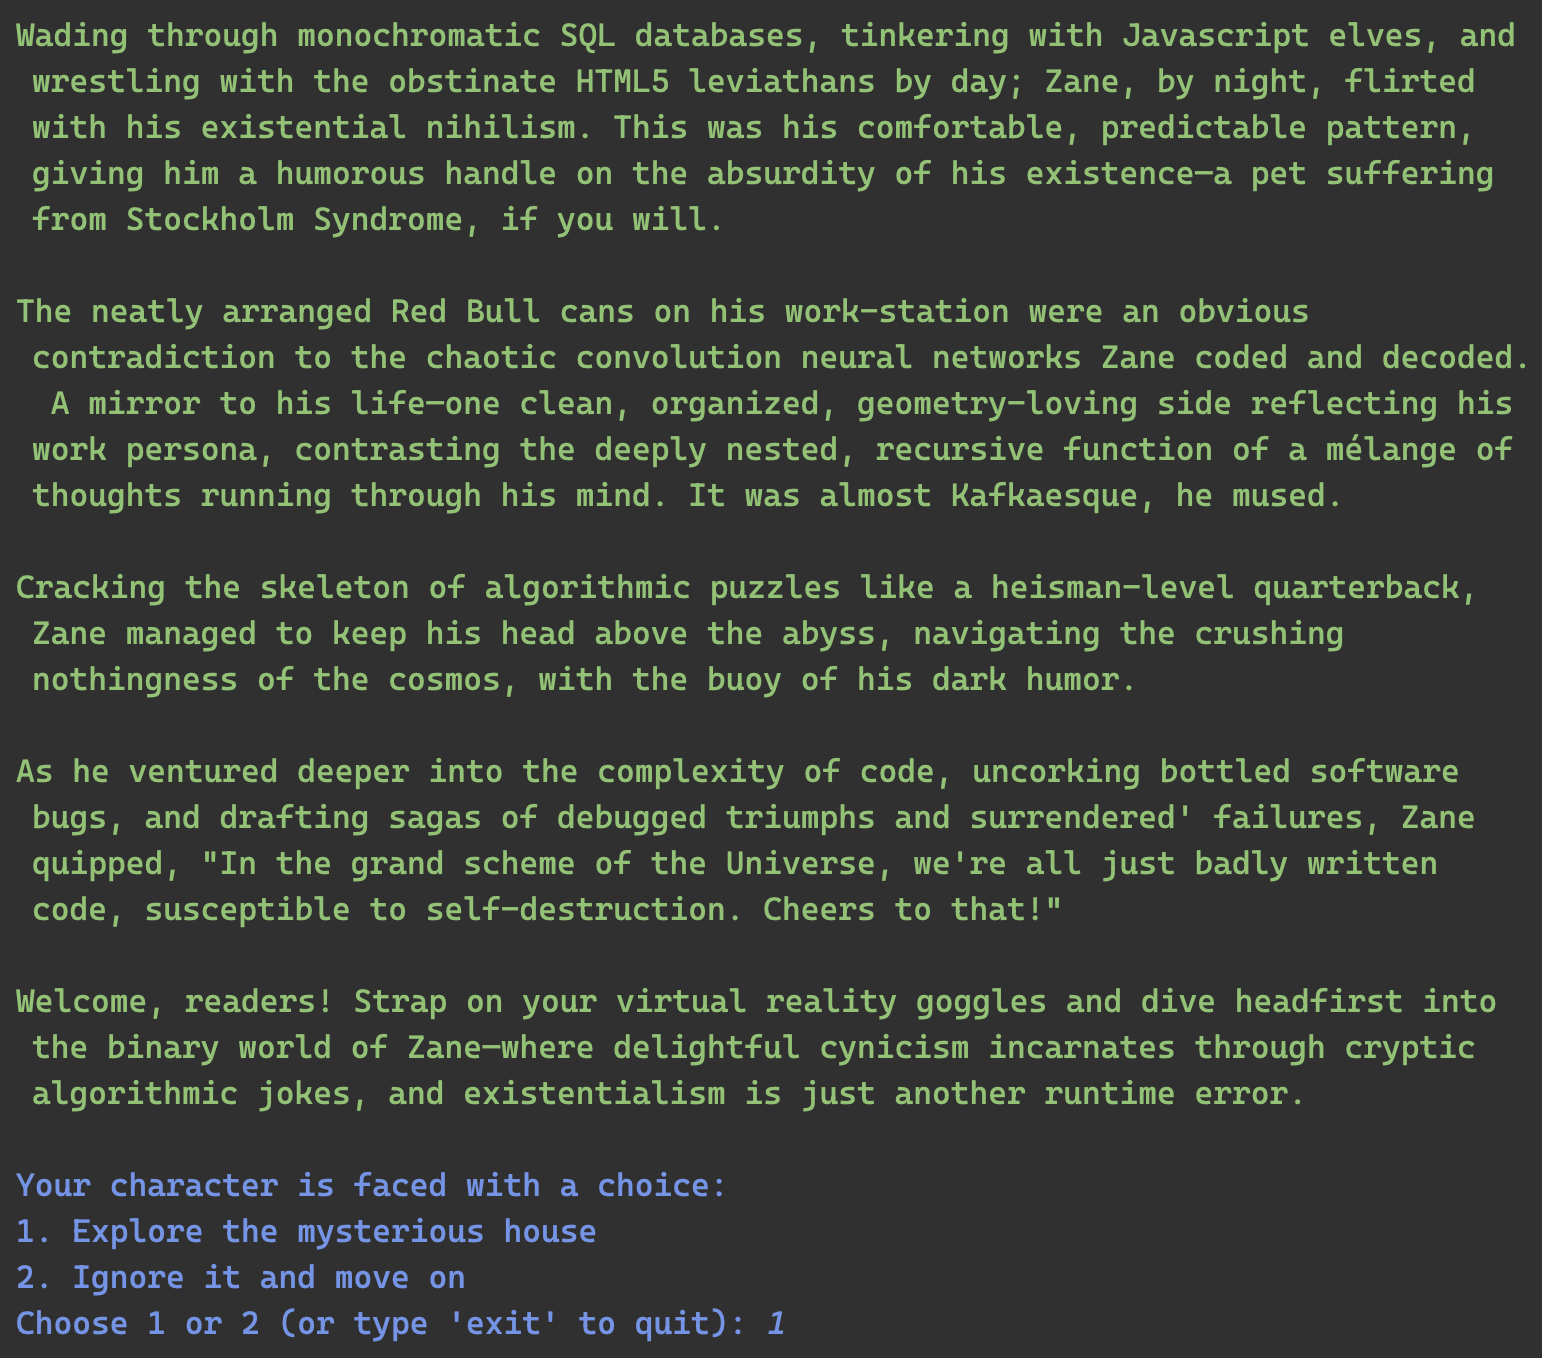 Wading through monochromatic SQL databases, tinkering with Javascript elves, and
wrestling with the obstinate HTML5 leviathans by day; Zane, by night, flirted
with his existential nihilism. This was his comfortable, predictable pattern,
giving him a humorous handle on the absurdity of his existence—a pet suffering
from Stockholm Syndrome, if you will.

The neatly arranged Red Bull cans on his work-station were an obvious
contradiction to the chaotic convolution neural networks Zane coded and decoded.
A mirror to his life—one clean, organized, geometry-loving side reflecting his
work persona, contrasting the deeply nested, recursive function of a mélange of
thoughts running through his mind. It was almost Kafkaesque, he mused.

Cracking the skeleton of algorithmic puzzles like a heisman-level quarterback,
Zane managed to keep his head above the abyss, navigating the crushing
nothingness of the cosmos, with the buoy of his dark humor.

As he ventured deeper into the complexity of code, uncorking bottled software
bugs, and drafting sagas of debugged triumphs and surrendered' failures, Zane
quipped, "In the grand scheme of the Universe, we're all just badly written
code, susceptible to self-destruction. Cheers to that!"

Welcome, readers! Strap on your virtual reality goggles and dive headfirst into
the binary world of Zane—where delightful cynicism incarnates through cryptic
algorithmic jokes, and existentialism is just another runtime error.

Your character is faced with a choice:
1. Explore the mysterious house
2. Ignore it and move on
Choose 1 or 2 (or type 'exit' to quit): 1